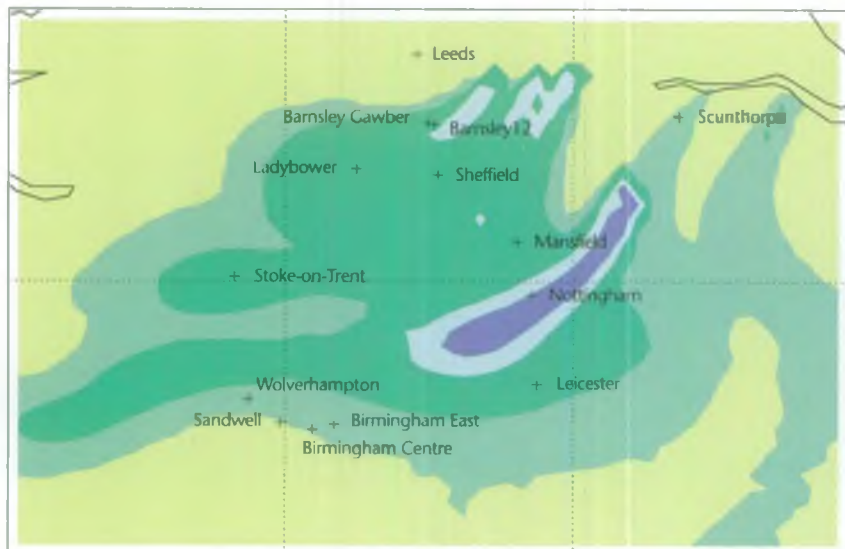 Leeds
Barnsley Gawber
Barnsley12
Scunthorpe
Ladybower
Sheffield
Mansfield
Stoke-on-Trent
Nottingham
Wolverhampton
Leicester
Sandwell
Birmingham East
Birmingham Centre